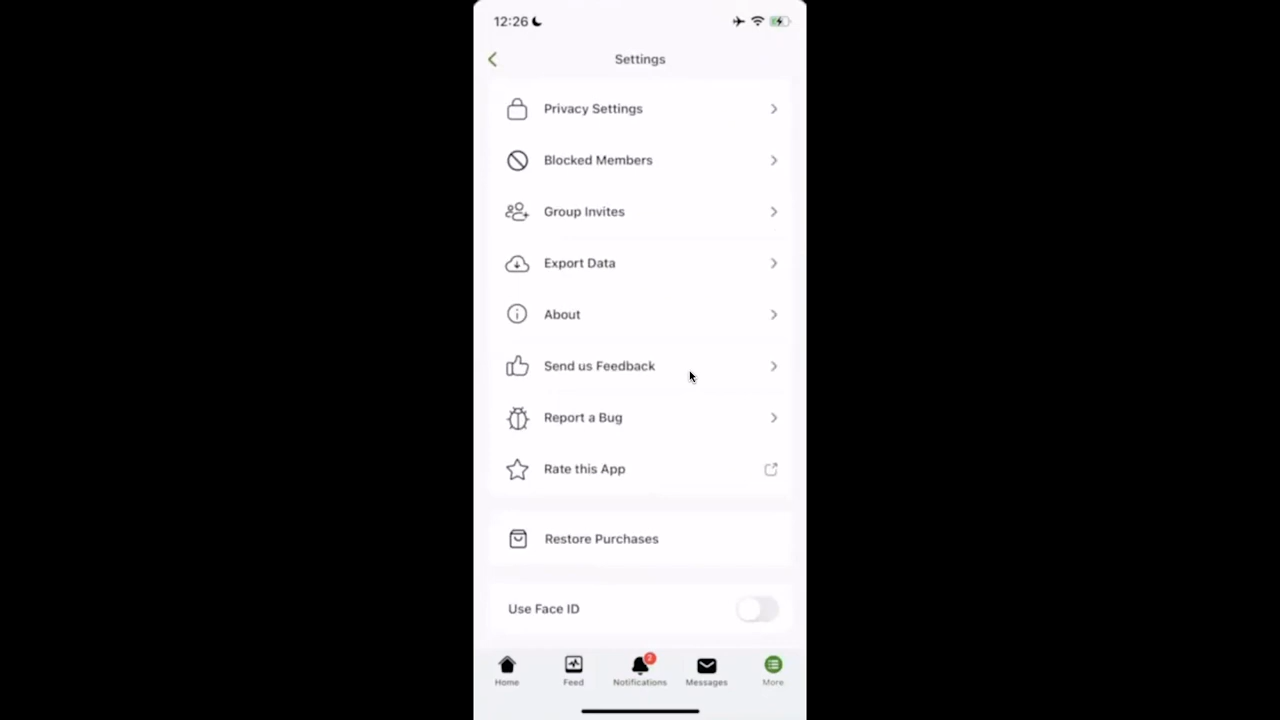 12:26
Settings
Privacy Settings
Blocked Members
Group Invites
Export Data
About
Send us Feedback
Report a Bug
Rate this App
Restore Purchases
Use Face ID
Home
Feed
Notifications
Messages
More